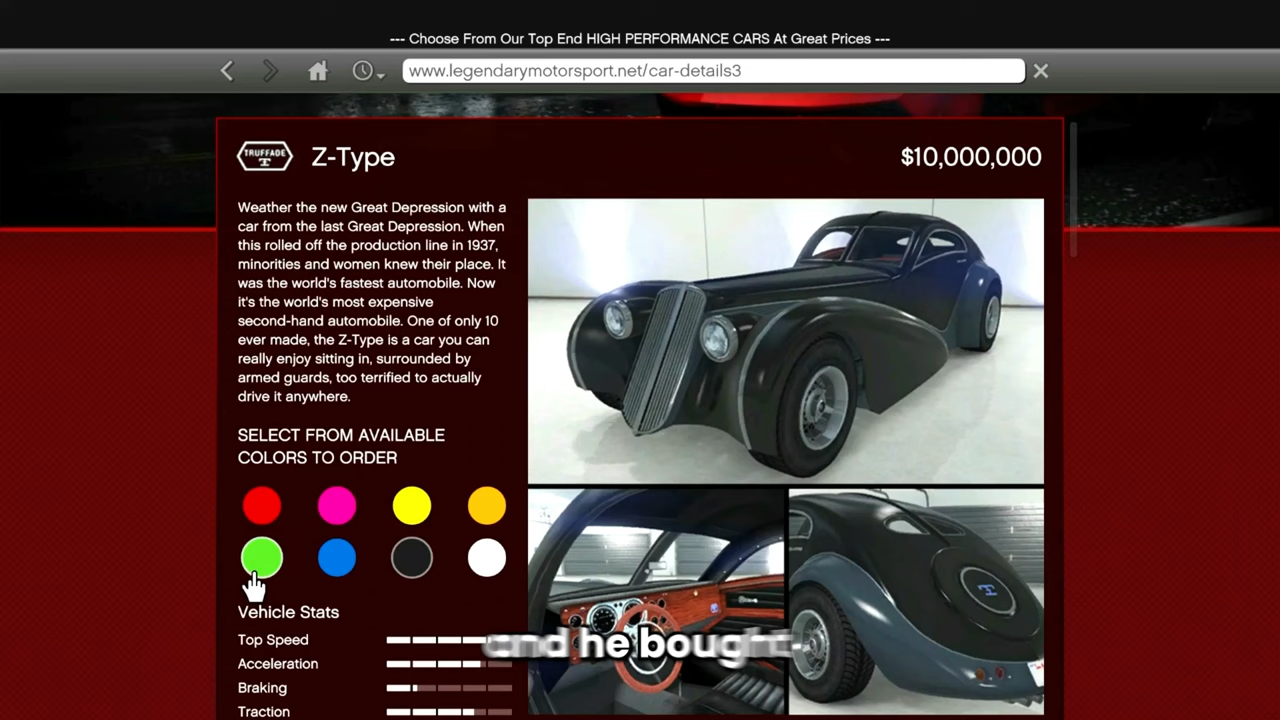 --- Choose From Our Top End HIGH PERFORMANCE CARS At Great Prices ---
www.legendarymotorsport.net/car-details3
TRUFFADE
T
Z-Type
$10,000,000
Weather the new Great Depression with a
car from the last Great Depression. When
this rolled off the production line in 1937,
minorities and women knew their place. It
was the world's fastest automobile. Now
it's the world's most expensive
second-hand automobile. One of only 10
ever made, the Z-Type is a car you can
really enjoy sitting in, surrounded by
armed guards, too terrified to actually
drive it anywhere.
SELECT FROM AVAILABLE
COLORS TO ORDER
Vehicle Stats
Top Speed
Acceleration
Braking
Traction
and he bought